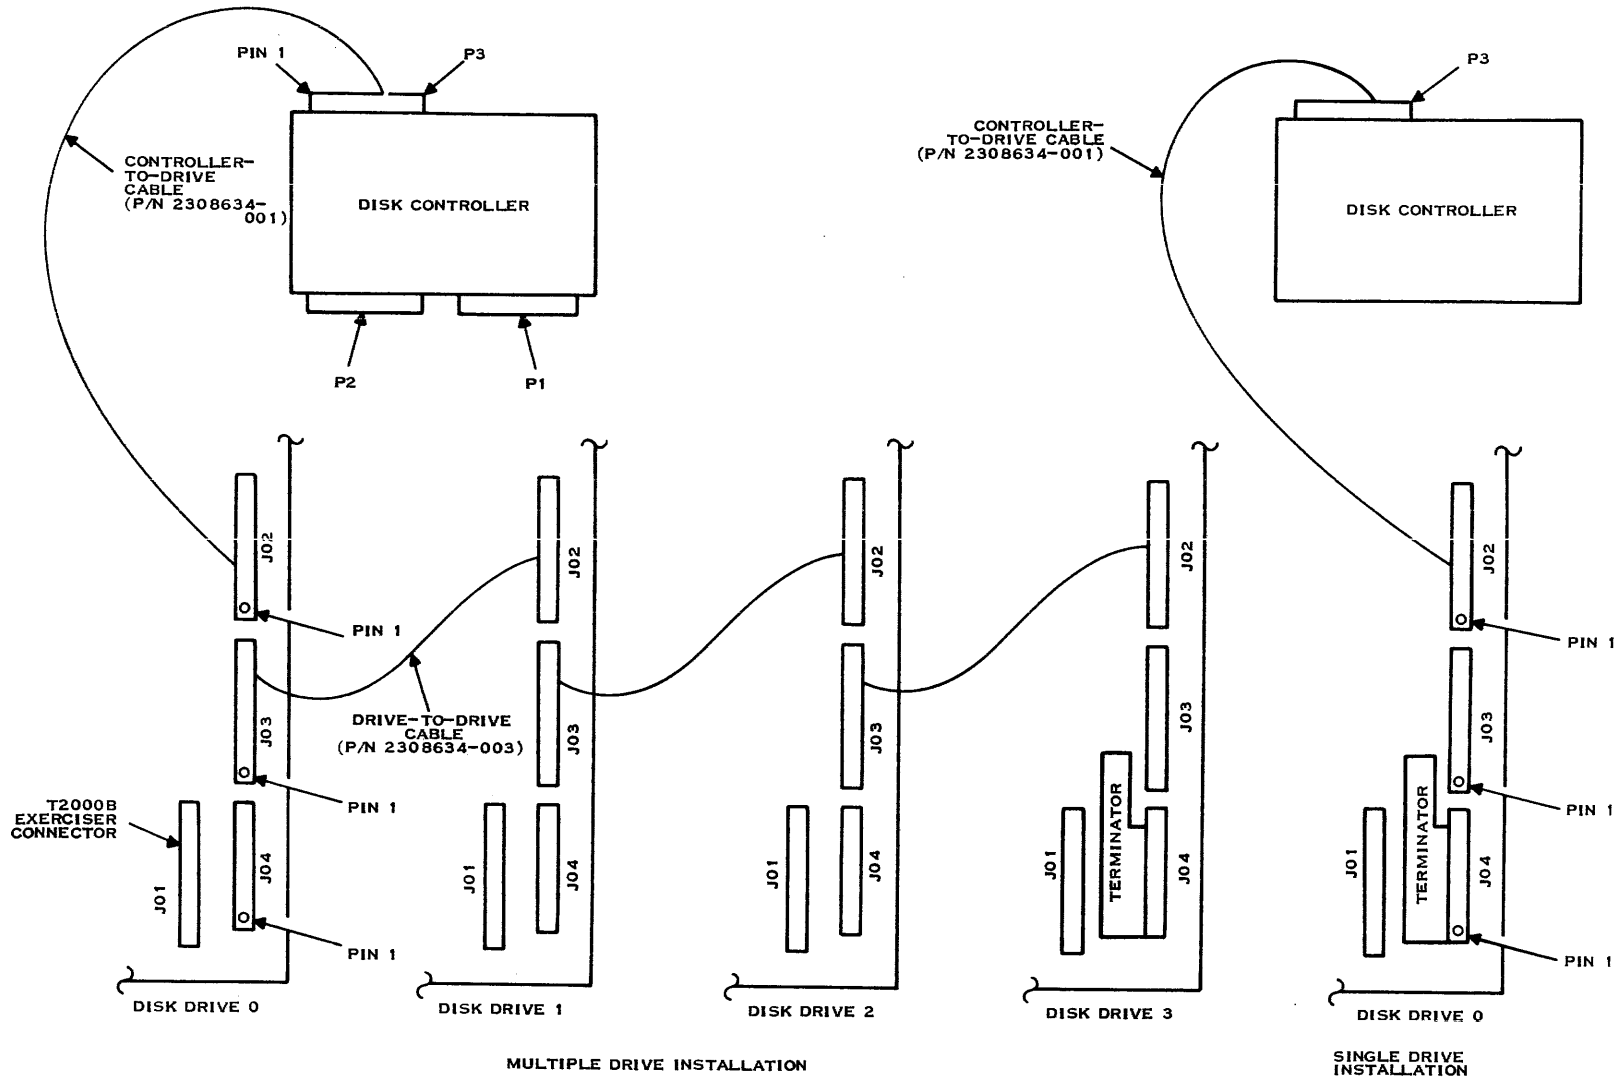 PIN 1
P3
CONTROLLER-
TO-DRIVE
CABLE
(P/N 2308634-
001)
DISK CONTROLLER
P2
P1
P3
CONTROLLER-
TO-DRIVE CABLE
(P/N 2308634-001)
DISK CONTROLLER
J02
PIN 1
J03
PIN 1
T2000B
EXERCISER
CONNECTOR
J01
J04
PIN 1
DISK DRIVE 0
DRIVE-TO-DRIVE
CABLE
(P/N 2308634-003)
J02
J03
J01
J04
DISK DRIVE 1
J02
J03
J01
J04
DISK DRIVE 2
J02
J03
J01
TERMINATOR
J04
DISK DRIVE 3
J02
PIN 1
J03
PIN 1
J01
TERMINATOR
J04
PIN 1
DISK DRIVE 0
MULTIPLE DRIVE INSTALLATION
SINGLE DRIVE
INSTALLATION